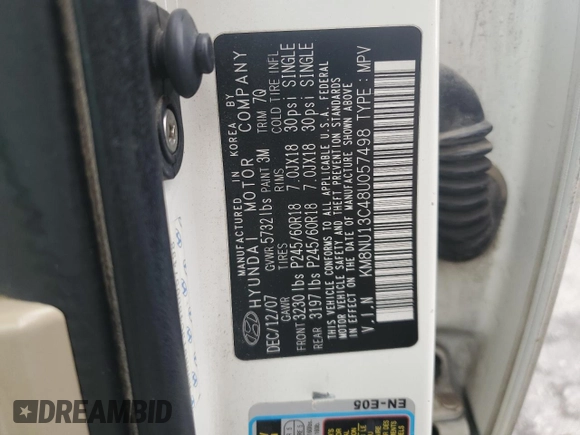 MANUFACTURED IN KOREA BY
HYUNDAI MOTOR COMPANY
DEC/12/07 GVWR 5732 lbs PAINT 3M TRIM 7Q
GAWR TIRES RIMS COLD TIRE INFL
FRONT 3230 lbs P245/60R18 7.0JX18 30psi SINGLE
REAR 3197 lbs P245/60R18 7.0JX18 30psi SINGLE
THIS VEHICLE CONFORMS TO ALL APPLICABLE U.S.A. FEDERAL
MOTOR VEHICLE SAFETY AND THEFT PREVENTION STANDARDS
IN EFFECT ON THE DATE OF MANUFACTURE SHOWN ABOVE
V.I.N KM8NU13C48U057498 TYPE : MPV
EN-E05
DREAMBID